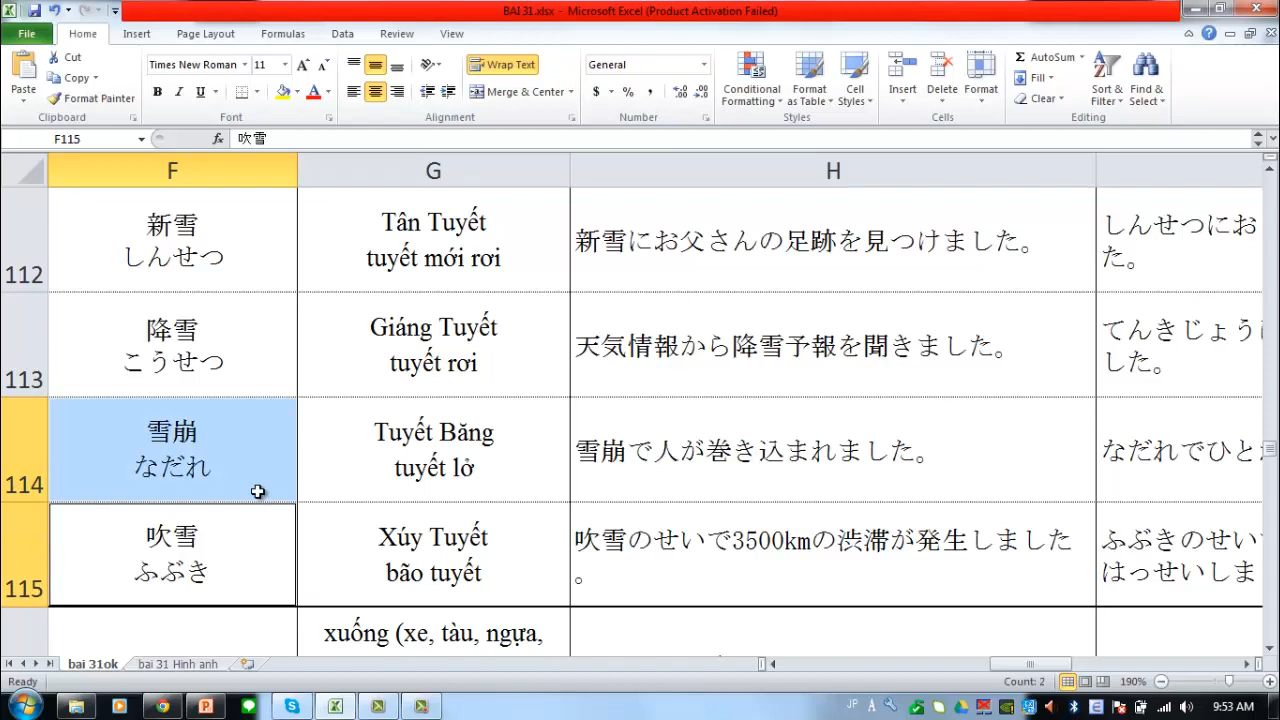 BAI 31.xlsx - Microsoft Excel (Product Activation Failed)
File Home Insert Page Layout Formulas Data Review View
Cut
Copy
Format Painter
Paste
Clipboard
Times New Roman 11
B I U
Font
Wrap Text
Merge & Center
Alignment
General
$ % ,
Number
Conditional Formatting
Format as Table
Cell Styles
Styles
Insert Delete Format
Cells
AutoSum
Fill
Clear
Sort & Filter
Find & Select
Editing
F115 fx 吹雪
F G H
112
新雪
しんせつ
Tân Tuyết
tuyết mới rơi
新雪にお父さんの足跡を見つけました。
しんせつにお
た。
113
降雪
こうせつ
Giáng Tuyết
tuyết rơi
天気情報から降雪予報を聞きました。
てんきじょう
した。
114
雪崩
なだれ
Tuyết Băng
tuyết lở
雪崩で人が巻き込まれました。
なだれでひと
115
吹雪
ふぶき
Xúy Tuyết
bão tuyết
吹雪のせいで3500kmの渋滞が発生しました
。
ふぶきのせい
はっせいしま
xuống (xe, tàu, ngựa,
bai 31ok bai 31 Hinh anh
Ready Count: 2 190%
JP A 9:53 AM